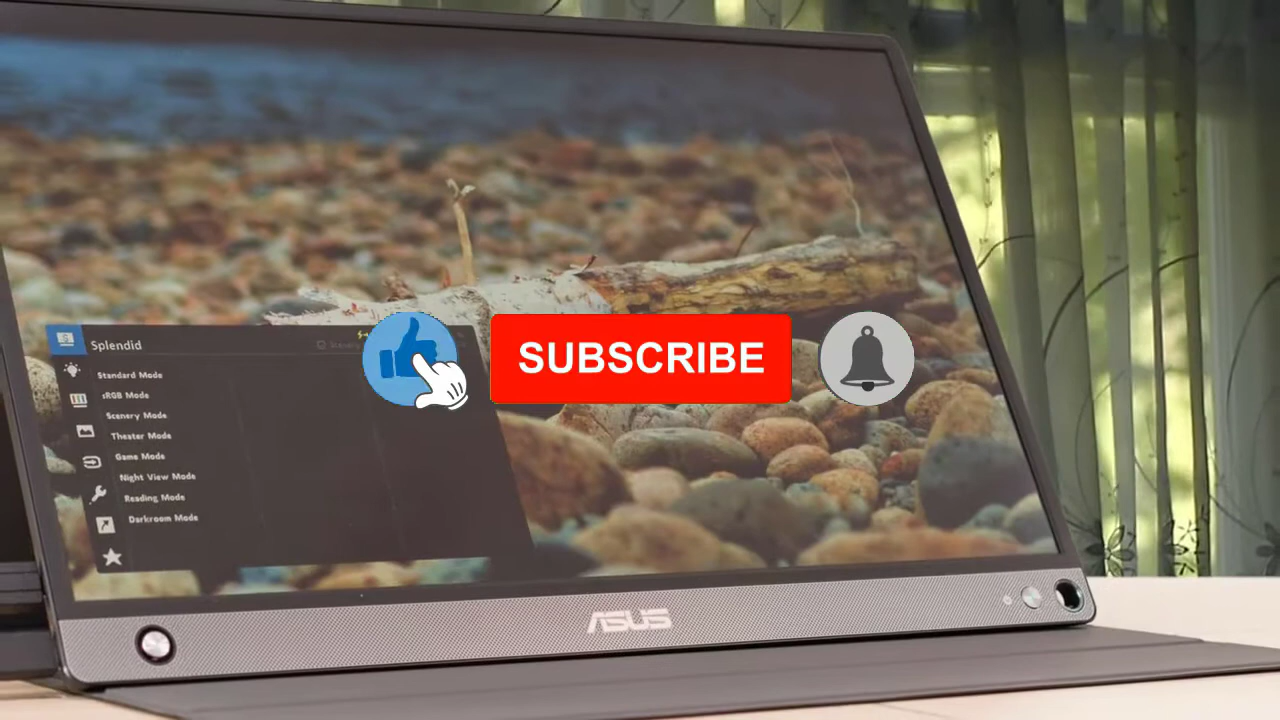 Splendid
Standard Mode
sRGB Mode
Scenery Mode
Theater Mode
Game Mode
Night View Mode
Reading Mode
Darkroom Mode
SUBSCRIBE
ASUS